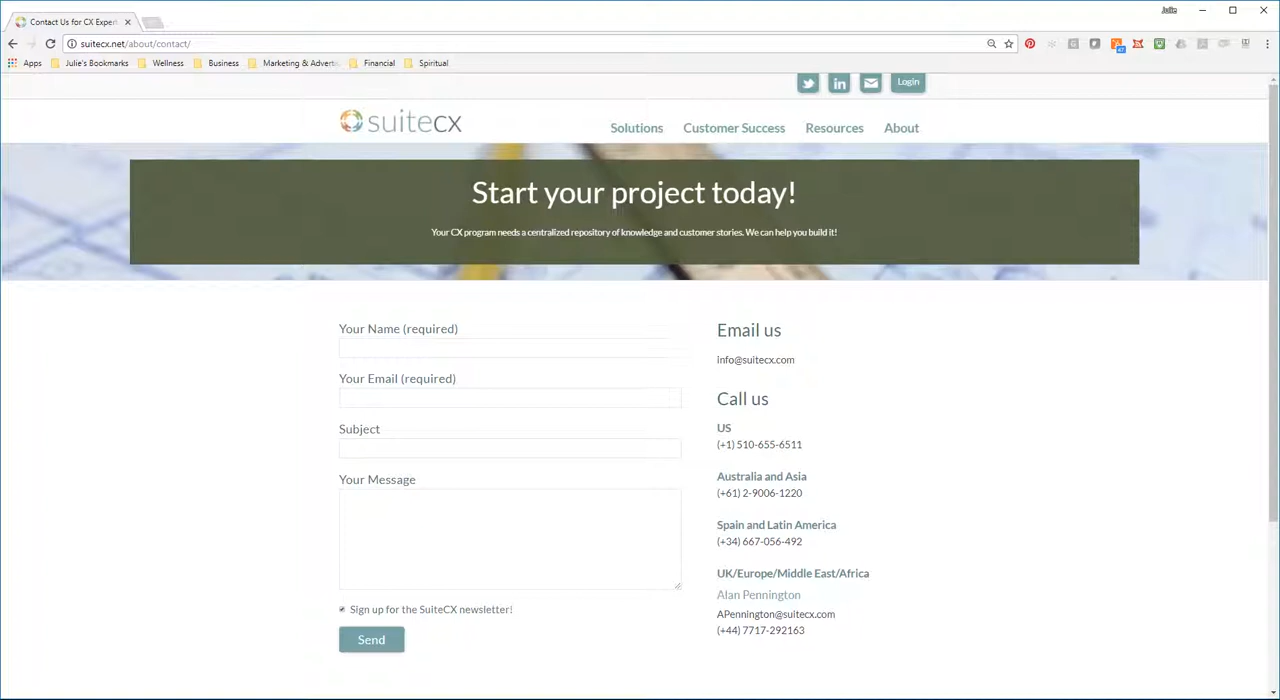 Julie
Contact Us for CX Exper
suitecx.net/about/contact/
Apps
Julie's Bookmarks
Wellness
Business
Marketing & Advertis
Financial
Spiritual
Login
suitecx
Solutions
Customer Success
Resources
About
Start your project today!
Your CX program needs a centralized repository of knowledge and customer stories. We can help you build it!
Your Name (required)
Your Email (required)
Subject
Your Message
Sign up for the SuiteCX newsletter!
Send
Email us
info@suitecx.com
Call us
US
(+1) 510-655-6511
Australia and Asia
(+61) 2-9006-1220
Spain and Latin America
(+34) 667-056-492
UK/Europe/Middle East/Africa
Alan Pennington
APennington@suitecx.com
(+44) 7717-292163